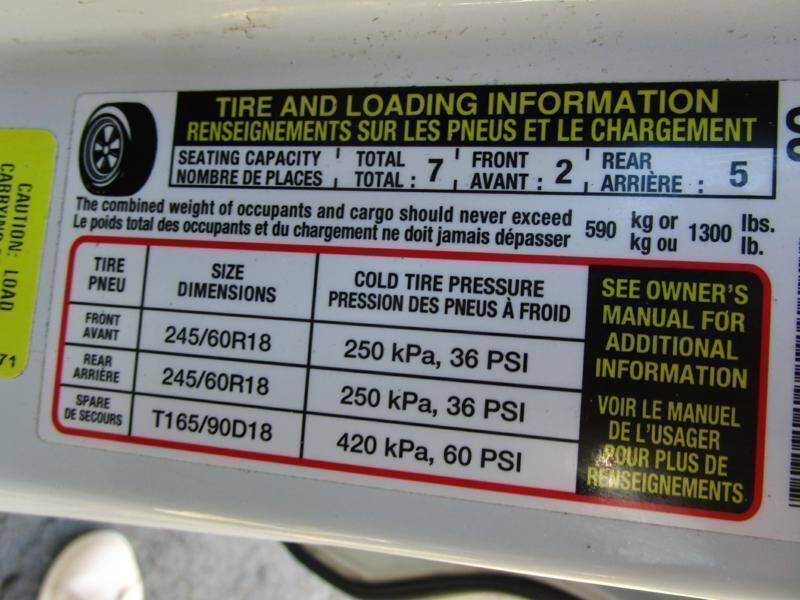 TIRE AND LOADING INFORMATION
RENSEIGNEMENTS SUR LES PNEUS ET LE CHARGEMENT
SEATING CAPACITY TOTAL FRONT REAR
NOMBRE DE PLACES TOTAL : 7 AVANT : 2 ARRIÈRE : 5
The combined weight of occupants and cargo should never exceed 590 kg or 1300 lbs.
Le poids total des occupants et du chargement ne doit jamais dépasser kg ou lb.
TIRE
PNEU
SIZE
DIMENSIONS
COLD TIRE PRESSURE
PRESSION DES PNEUS À FROID
FRONT
AVANT
245/60R18
250 kPa, 36 PSI
REAR
ARRIÈRE
245/60R18
250 kPa, 36 PSI
SPARE
DE SECOURS
T165/90D18
420 kPa, 60 PSI
SEE OWNER'S
MANUAL FOR
ADDITIONAL
INFORMATION
VOIR LE MANUEL
DE L'USAGER
POUR PLUS DE
RENSEIGNEMENTS
CAUTION: LOAD
71